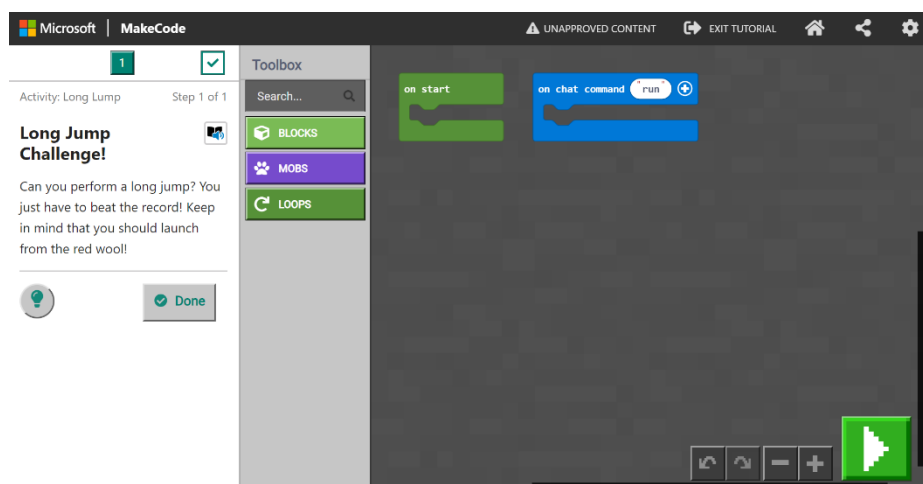 Microsoft | MakeCode
UNAPPROVED CONTENT
EXIT TUTORIAL
1
Activity: Long Lump
Step 1 of 1
Long Jump
Challenge!
Can you perform a long jump? You
just have to beat the record! Keep
in mind that you should launch
from the red wool!
Done
Toolbox
Search...
BLOCKS
MOBS
LOOPS
on start
on chat command "run"